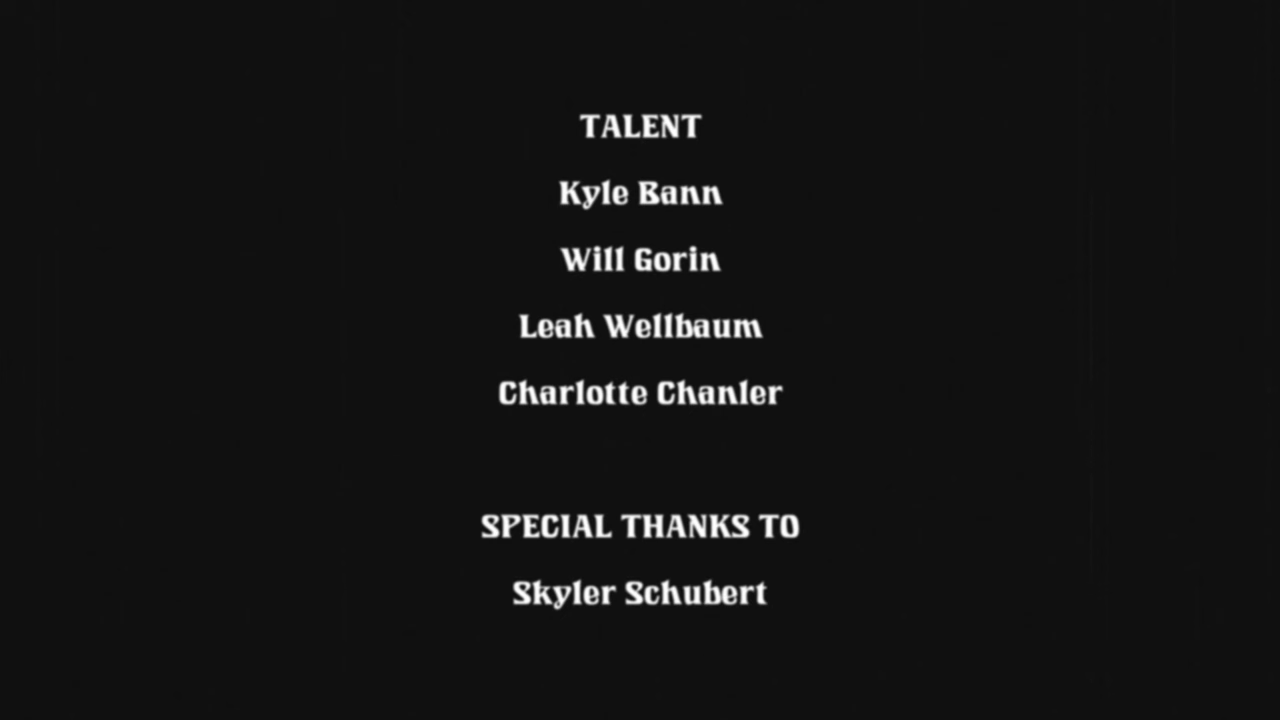 TALENT
Kyle Bann
Will Gorin
Leah Wellbaum
Charlotte Chanler
SPECIAL THANKS TO
Skyler Schubert